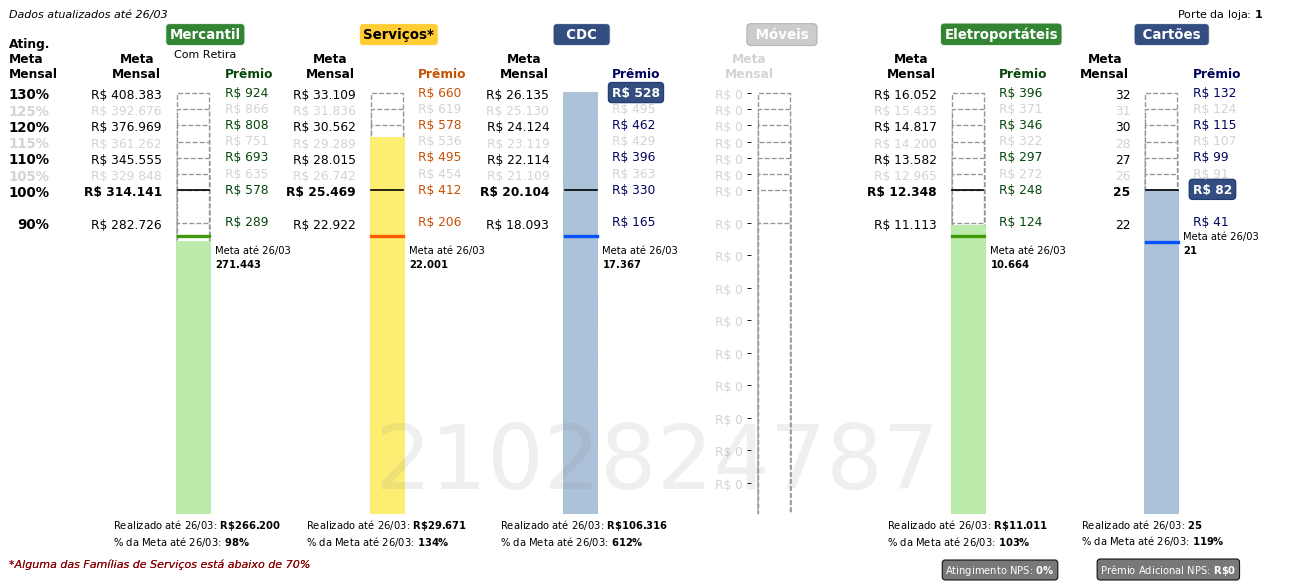 Dados atualizados até 26/03
Porte da loja: 1
Mercantil
Serviços*
CDC
Móveis
Eletroportáteis
Cartões
Ating. Meta Mensal
Meta Mensal
Com Retira
Prêmio
Meta Mensal
Prêmio
Meta Mensal
Prêmio
Meta Mensal
Meta Mensal
Prêmio
Meta Mensal
Prêmio
130% R$ 408.383 R$ 924 R$ 33.109 R$ 660 R$ 26.135 R$ 528 R$ 0 R$ 16.052 R$ 396 32 R$ 132
125% R$ 392.676 R$ 866 R$ 31.836 R$ 619 R$ 25.130 R$ 495 R$ 0 R$ 15.435 R$ 371 31 R$ 124
120% R$ 376.969 R$ 808 R$ 30.562 R$ 578 R$ 24.124 R$ 462 R$ 0 R$ 14.817 R$ 346 30 R$ 115
115% R$ 361.262 R$ 751 R$ 29.289 R$ 536 R$ 23.119 R$ 429 R$ 0 R$ 14.200 R$ 322 28 R$ 107
110% R$ 345.555 R$ 693 R$ 28.015 R$ 495 R$ 22.114 R$ 396 R$ 0 R$ 13.582 R$ 297 27 R$ 99
105% R$ 329.848 R$ 635 R$ 26.742 R$ 454 R$ 21.109 R$ 363 R$ 0 R$ 12.965 R$ 272 26 R$ 91
100% R$ 314.141 R$ 578 R$ 25.469 R$ 412 R$ 20.104 R$ 330 R$ 0 R$ 12.348 R$ 248 25 R$ 82
90% R$ 282.726 R$ 289 R$ 22.922 R$ 206 R$ 18.093 R$ 165 R$ 0 R$ 11.113 R$ 124 22 R$ 41
Meta até 26/03
271.443
Meta até 26/03
22.001
Meta até 26/03
17.367
Meta até 26/03
10.664
Meta até 26/03
21
R$ 0
R$ 0
R$ 0
R$ 0
R$ 0
R$ 0
R$ 0
R$ 0
2102824787
Realizado até 26/03: R$266.200
% da Meta até 26/03: 98%
Realizado até 26/03: R$29.671
% da Meta até 26/03: 134%
Realizado até 26/03: R$106.316
% da Meta até 26/03: 612%
Realizado até 26/03: R$11.011
% da Meta até 26/03: 103%
Realizado até 26/03: 25
% da Meta até 26/03: 119%
*Alguma das Famílias de Serviços está abaixo de 70%
Atingimento NPS: 0%
Prêmio Adicional NPS: R$0